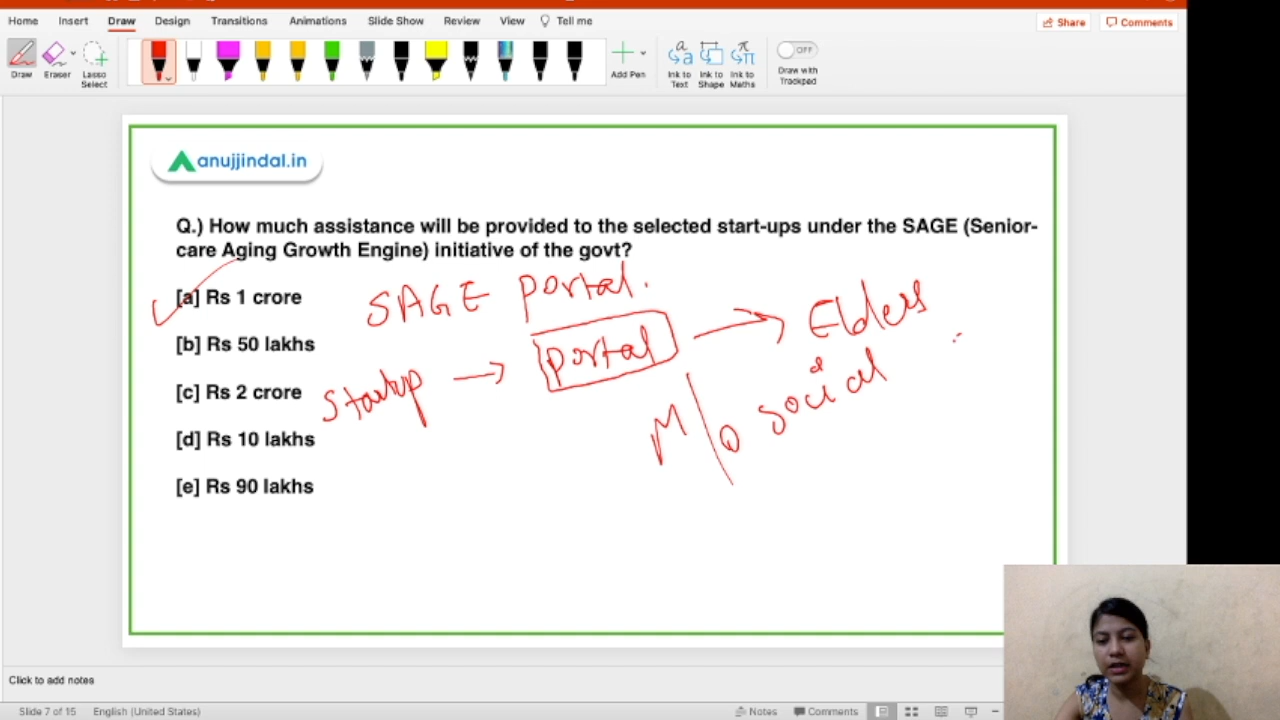 Home Insert Draw Design Transitions Animations Slide Show Review View Tell me
Share Comments
Draw Eraser Lasso Select Add Pen Ink to Text Ink to Shape Ink to Maths Draw with Trackpad
OFF
anujjindal.in
Q.) How much assistance will be provided to the selected start-ups under the SAGE (Senior-
care Aging Growth Engine) initiative of the govt?
[a] Rs 1 crore
SAGE portal.
[b] Rs 50 lakhs
Startup → portal → Elders
[c] Rs 2 crore
M/o social
[d] Rs 10 lakhs
[e] Rs 90 lakhs
Click to add notes
Slide 7 of 15 English (United States) Notes Comments